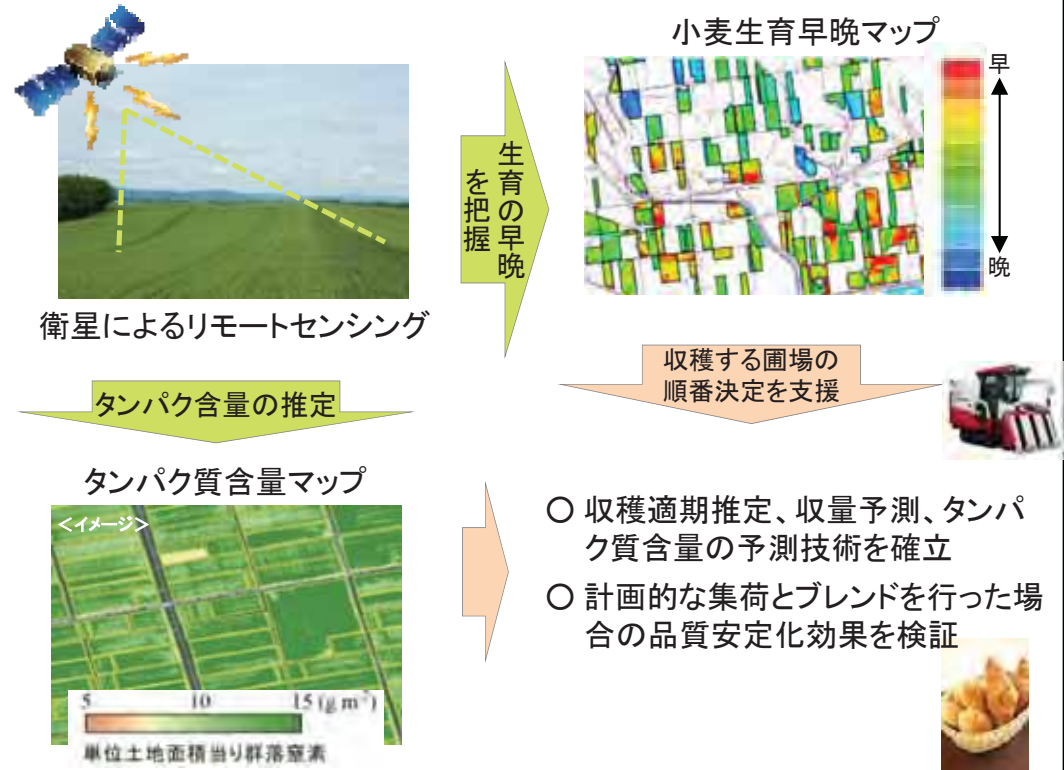 衛星によるリモートセンシング
生育の早晩
を把握
小麦生育早晩マップ
早
晩
タンパク含量の推定
収穫する圃場の
順番決定を支援
タンパク質含量マップ
<イメージ>
5 10 15 (g m⁻²)
単位土地面積当り群落窒素
〇 収穫適期推定、収量予測、タンパ
ク質含量の予測技術を確立
〇 計画的な集荷とブレンドを行った場
合の品質安定化効果を検証